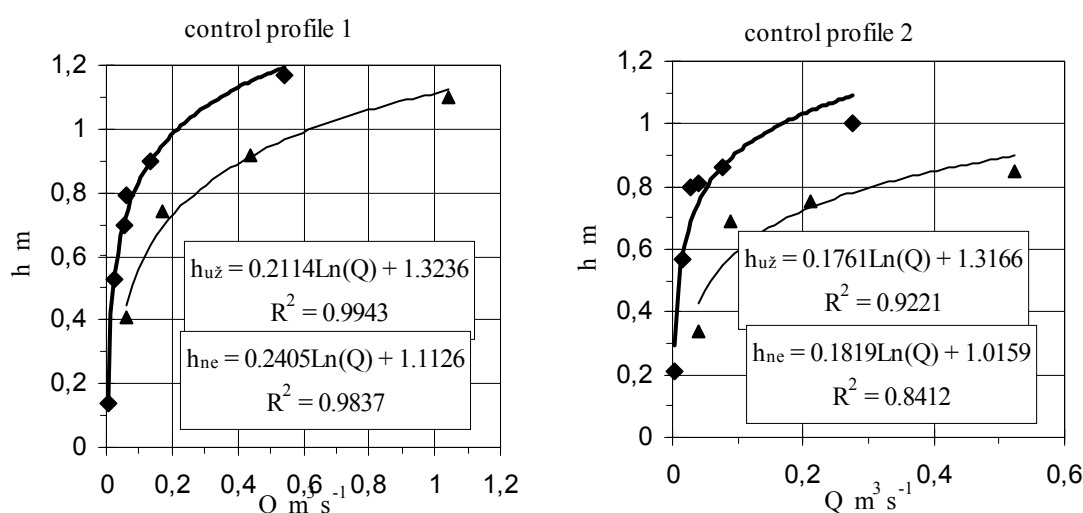 control profile 1
1,2
1
0,8
0,6
0,4
0,2
0
h m
h_už = 0.2114Ln(Q) + 1.3236
R² = 0.9943
h_ne = 0.2405Ln(Q) + 1.1126
R² = 0.9837
0 0,2 0,4 0,6 0,8 1 1,2
Q m³ s⁻¹
control profile 2
1,2
1
0,8
0,6
0,4
0,2
0
h m
h_už = 0.1761Ln(Q) + 1.3166
R² = 0.9221
h_ne = 0.1819Ln(Q) + 1.0159
R² = 0.8412
0 0,2 0,4 0,6
Q m³ s⁻¹